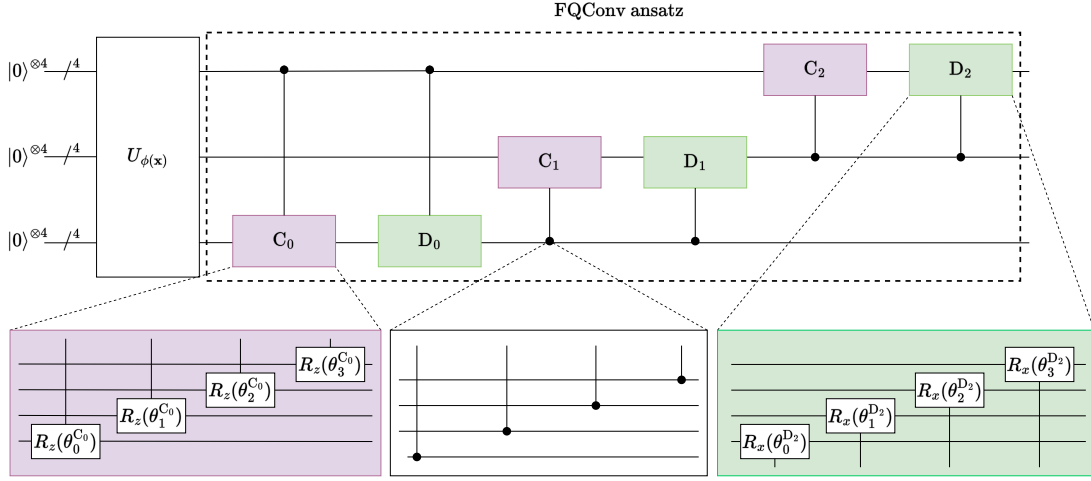 FQConv ansatz
|0⟩^{⊗4} /4 C_2 D_2
|0⟩^{⊗4} /4 U_{ϕ(𝐱)} C_1 D_1
|0⟩^{⊗4} /4 C_0 D_0
R_z(θ_3^{C_0}) R_x(θ_3^{D_2})
R_z(θ_2^{C_0}) R_x(θ_2^{D_2})
R_z(θ_1^{C_0}) R_x(θ_1^{D_2})
R_z(θ_0^{C_0}) R_x(θ_0^{D_2})